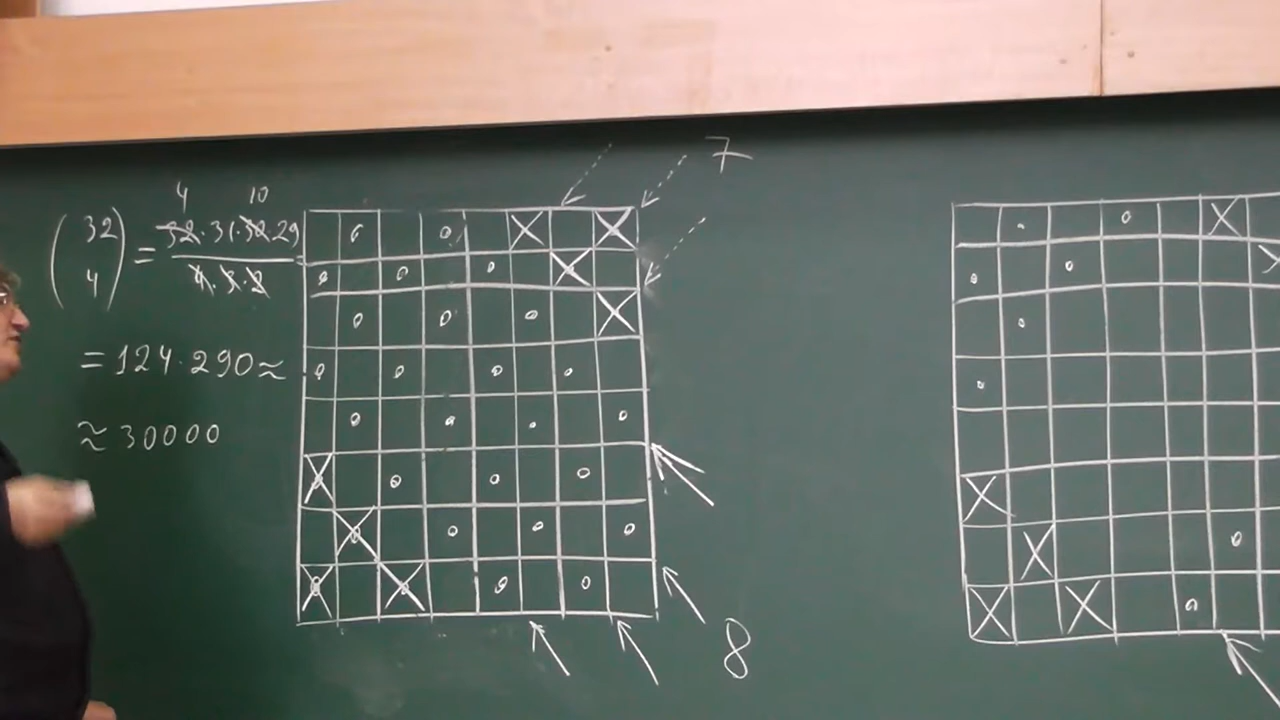 4 10
(32 4) = 32·31·30·29 / 4·3·2
= 124·290 ≈
≈ 30000
7
8